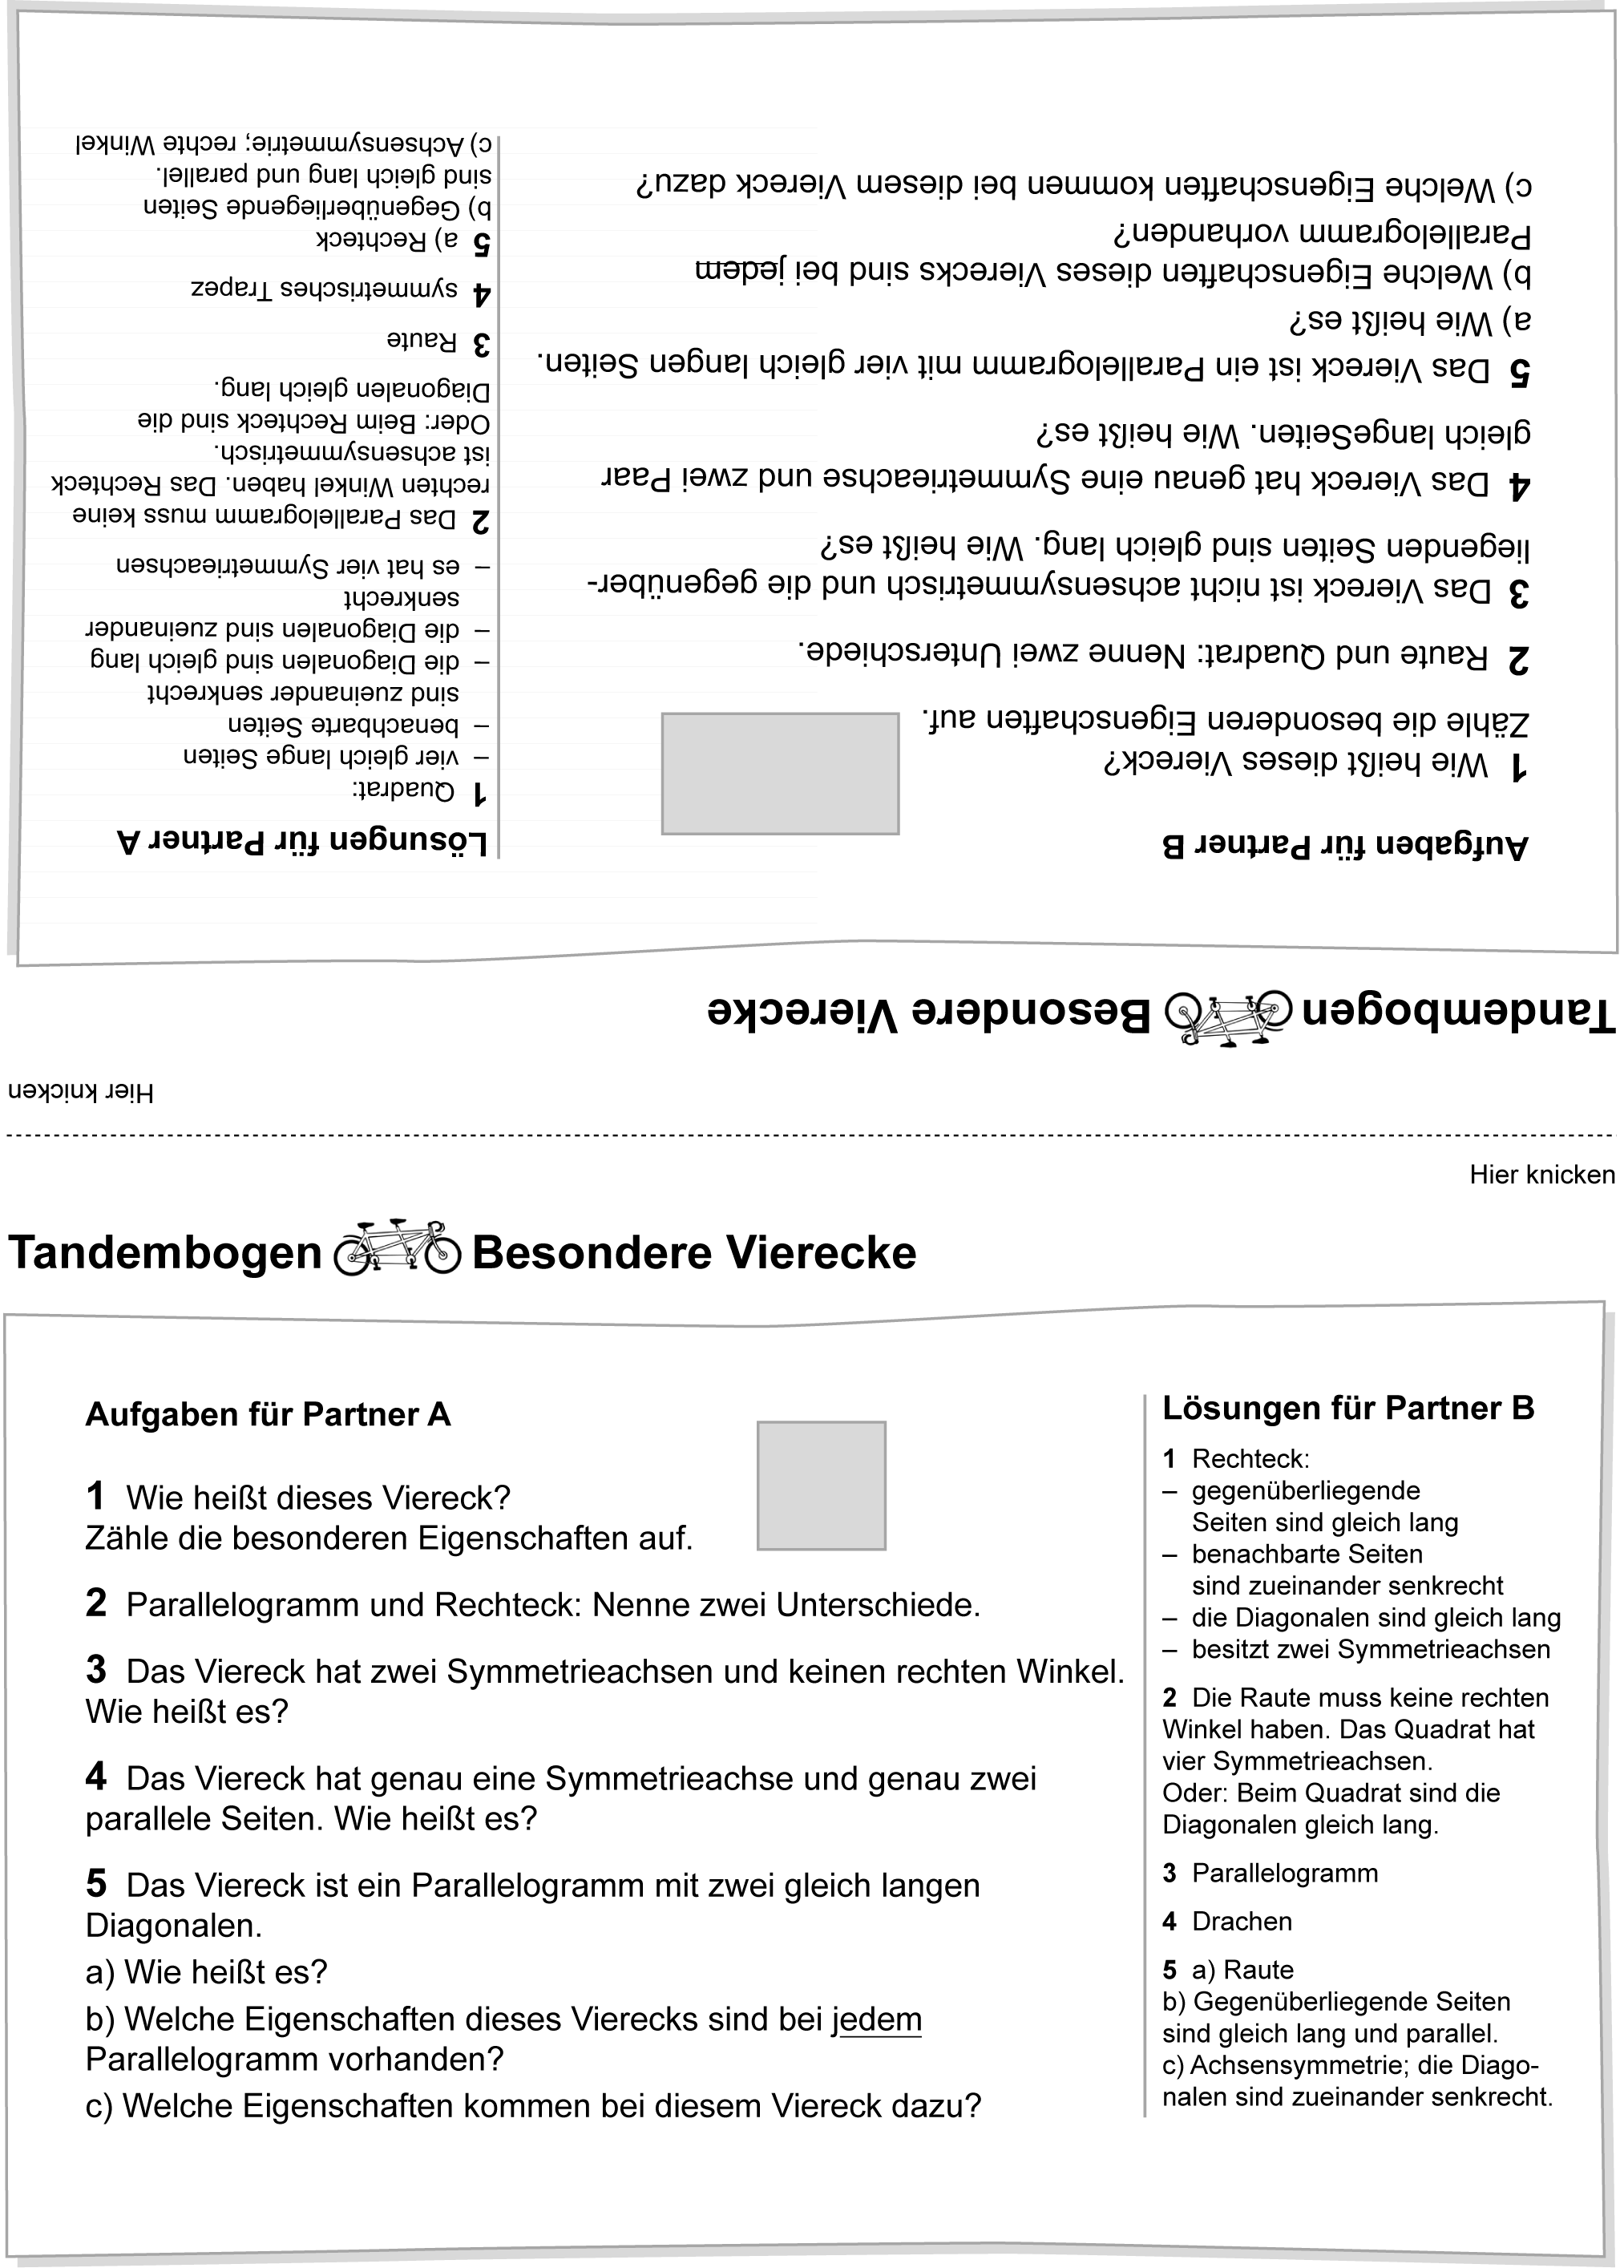 Tandembogen Besondere Vierecke
Aufgaben für Partner B
1 Wie heißt dieses Viereck?
Zähle die besonderen Eigenschaften auf.
2 Raute und Quadrat: Nenne zwei Unterschiede.
3 Das Viereck ist nicht achsensymmetrisch und die gegenüber-
liegenden Seiten sind gleich lang. Wie heißt es?
4 Das Viereck hat genau eine Symmetrieachse und zwei Paar
gleich langeSeiten. Wie heißt es?
5 Das Viereck ist ein Parallelogramm mit vier gleich langen Seiten.
a) Wie heißt es?
b) Welche Eigenschaften dieses Vierecks sind bei jedem
Parallelogramm vorhanden?
c) Welche Eigenschaften kommen bei diesem Viereck dazu?
Lösungen für Partner A
1 Quadrat:
– vier gleich lange Seiten
– benachbarte Seiten
sind zueinander senkrecht
– die Diagonalen sind gleich lang
– die Diagonalen sind zueinander
senkrecht
– es hat vier Symmetrieachsen
2 Das Parallelogramm muss keine
rechten Winkel haben. Das Rechteck
ist achsensymmetrisch.
Oder: Beim Rechteck sind die
Diagonalen gleich lang.
3 Raute
4 symmetrisches Trapez
5 a) Rechteck
b) Gegenüberliegende Seiten
sind gleich lang und parallel.
c) Achsensymmetrie; rechte Winkel
Hier knicken
Hier knicken
Tandembogen Besondere Vierecke
Aufgaben für Partner A
1 Wie heißt dieses Viereck?
Zähle die besonderen Eigenschaften auf.
2 Parallelogramm und Rechteck: Nenne zwei Unterschiede.
3 Das Viereck hat zwei Symmetrieachsen und keinen rechten Winkel.
Wie heißt es?
4 Das Viereck hat genau eine Symmetrieachse und genau zwei
parallele Seiten. Wie heißt es?
5 Das Viereck ist ein Parallelogramm mit zwei gleich langen
Diagonalen.
a) Wie heißt es?
b) Welche Eigenschaften dieses Vierecks sind bei jedem
Parallelogramm vorhanden?
c) Welche Eigenschaften kommen bei diesem Viereck dazu?
Lösungen für Partner B
1 Rechteck:
– gegenüberliegende
Seiten sind gleich lang
– benachbarte Seiten
sind zueinander senkrecht
– die Diagonalen sind gleich lang
– besitzt zwei Symmetrieachsen
2 Die Raute muss keine rechten
Winkel haben. Das Quadrat hat
vier Symmetrieachsen.
Oder: Beim Quadrat sind die
Diagonalen gleich lang.
3 Parallelogramm
4 Drachen
5 a) Raute
b) Gegenüberliegende Seiten
sind gleich lang und parallel.
c) Achsensymmetrie; die Diago-
nalen sind zueinander senkrecht.